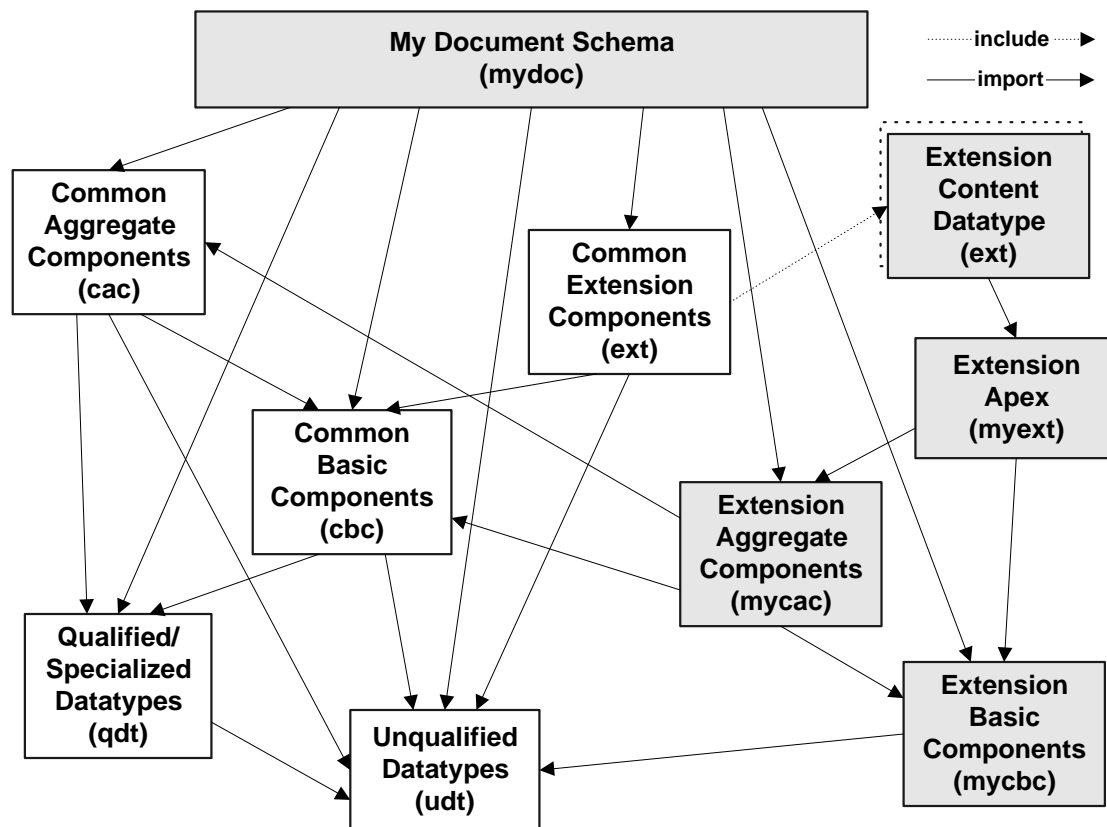 My Document Schema
(mydoc)
include
import
Extension
Content
Datatype
(ext)
Common
Aggregate
Components
(cac)
Common
Extension
Components
(ext)
Extension
Apex
(myext)
Common
Basic
Components
(cbc)
Extension
Aggregate
Components
(mycac)
Qualified/
Specialized
Datatypes
(qdt)
Unqualified
Datatypes
(udt)
Extension
Basic
Components
(mycbc)